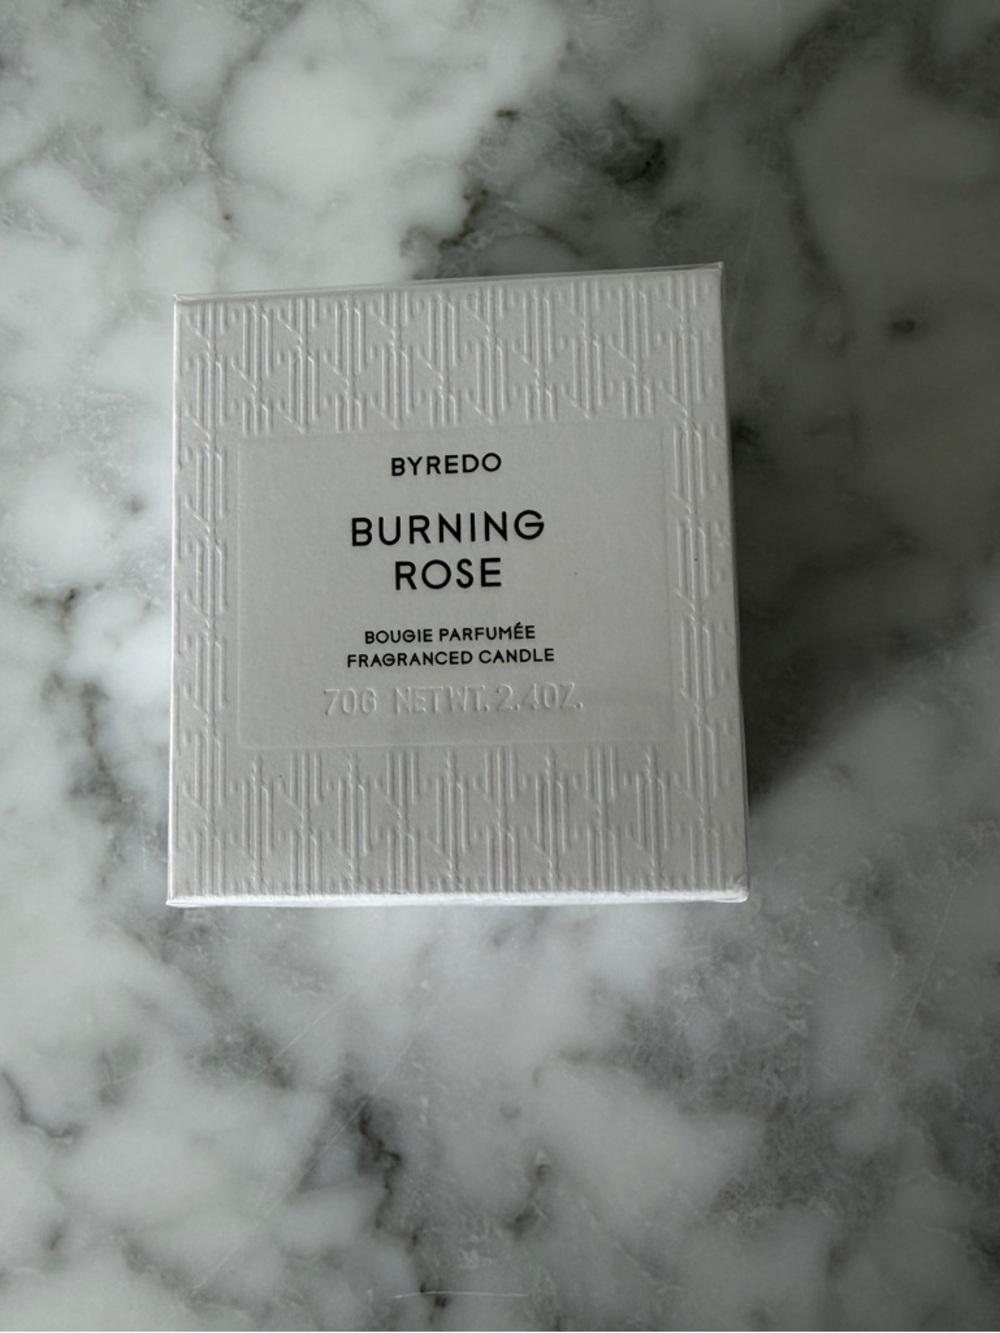 BYREDO
BURNING
ROSE
BOUGIE PARFUMÉE
FRAGRANCED CANDLE
70G NETWT. 2.4OZ.